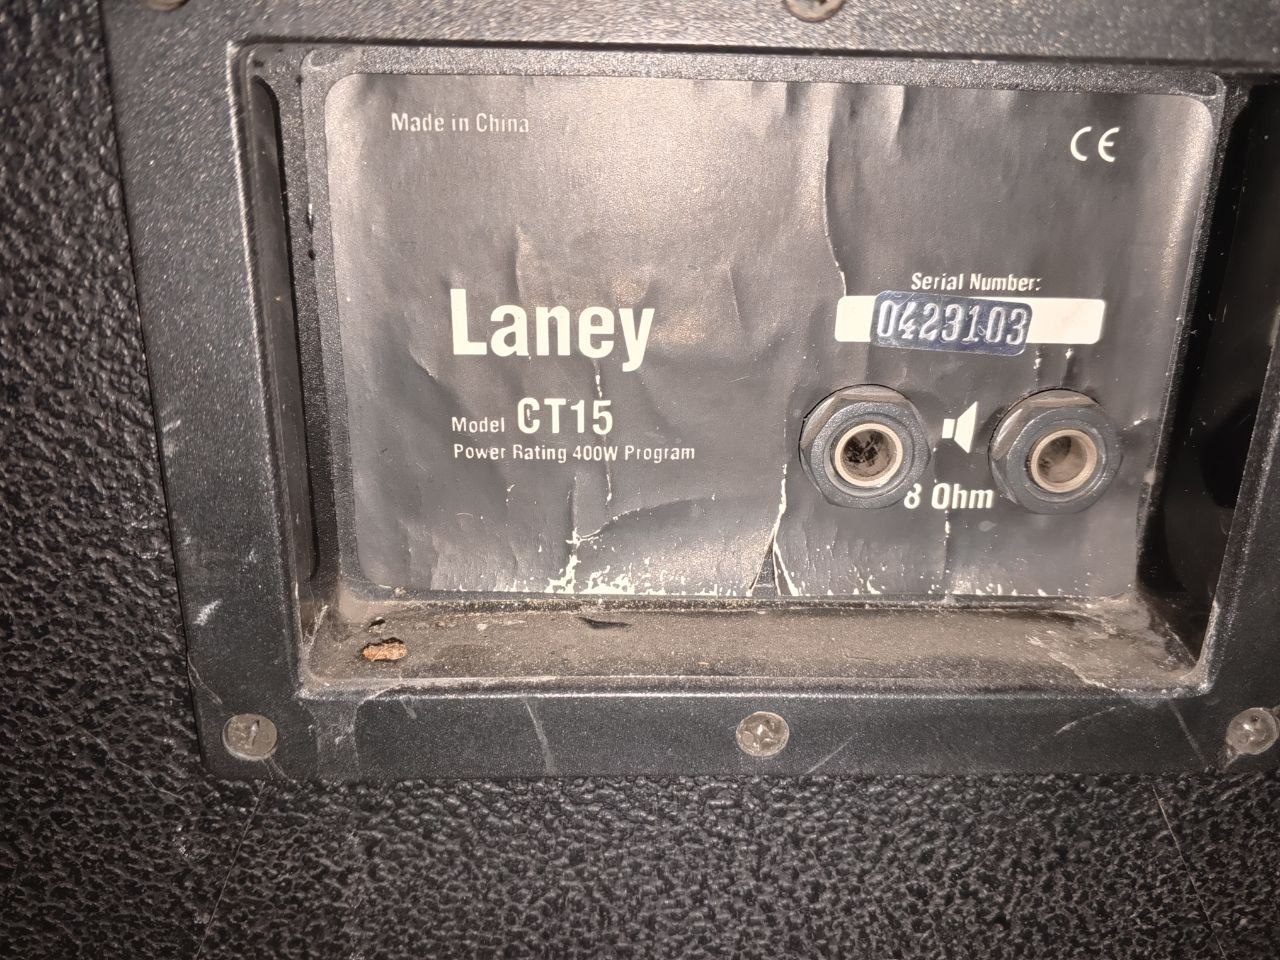 Made in China
CE
Serial Number:
0423103
Laney
Model CT15
Power Rating 400W Program
8 Ohm